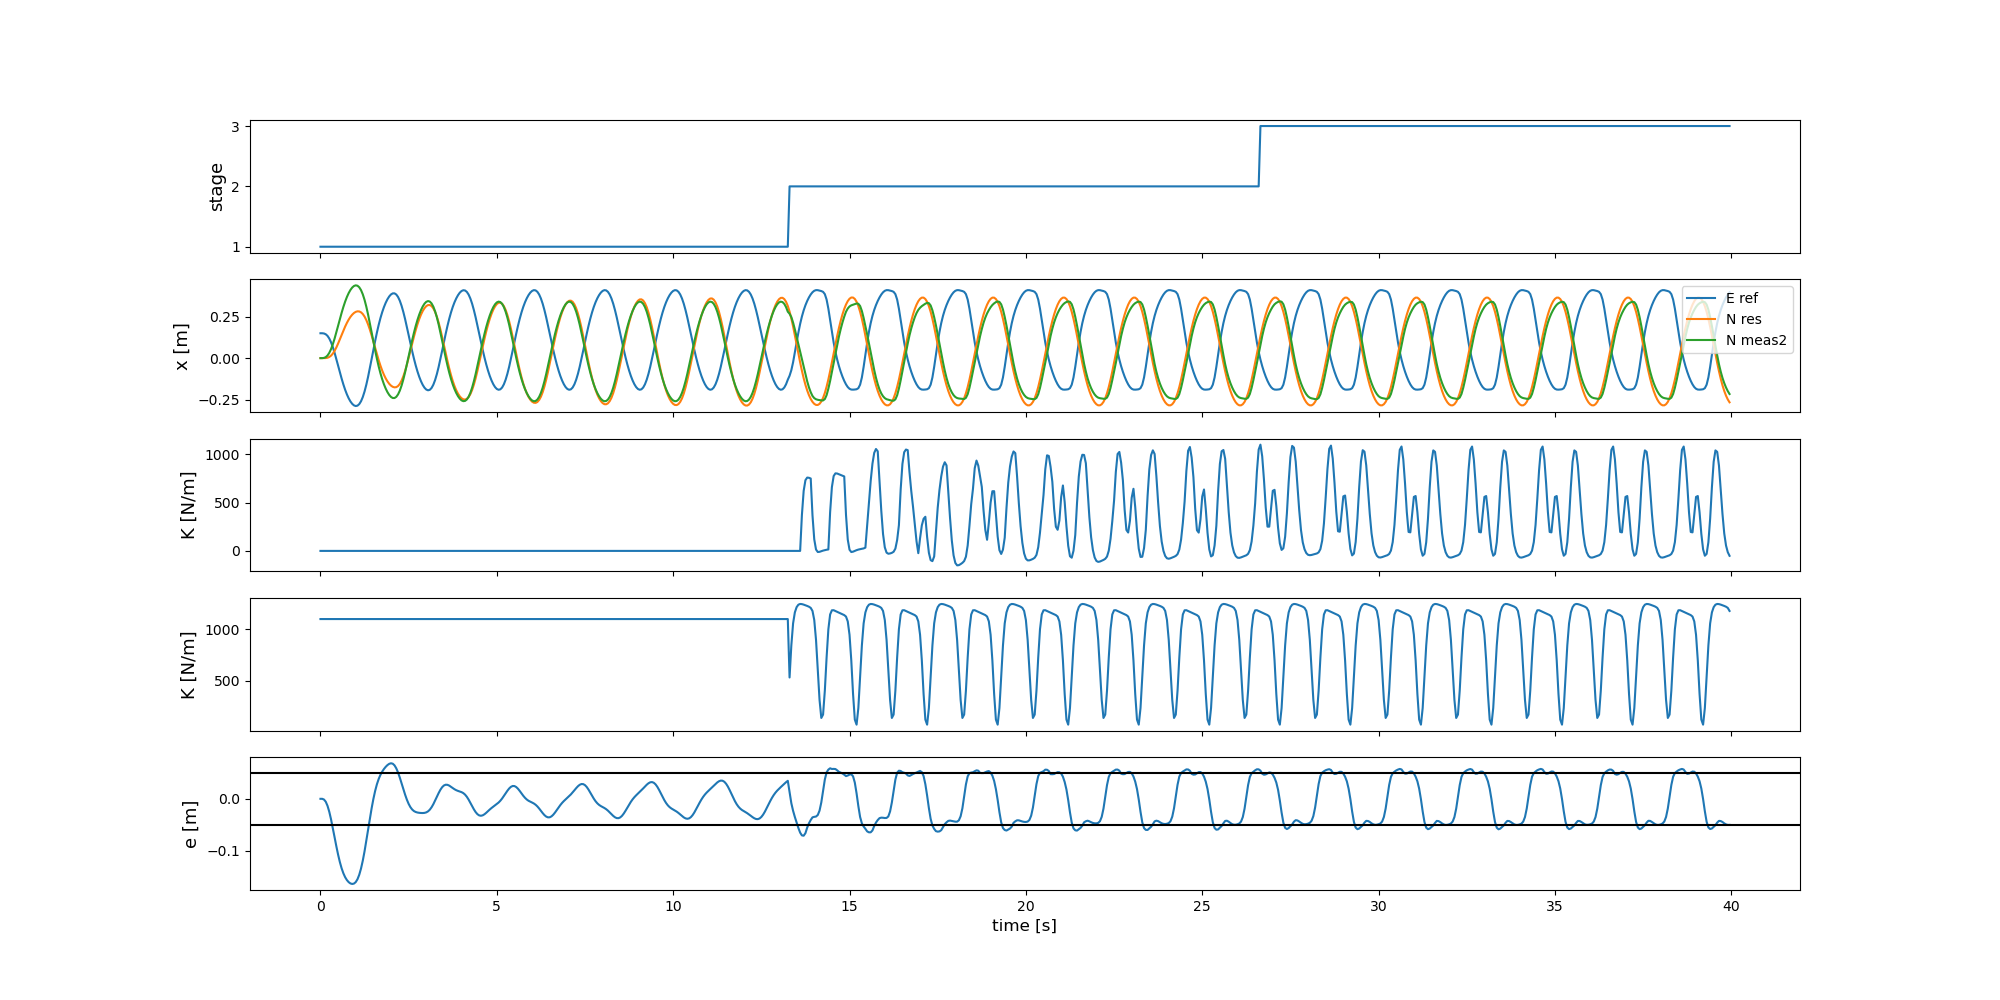 3
2
1
stage
0.25
0.00
−0.25
x [m]
E ref
N res
N meas2
1000
500
0
K [N/m]
1000
500
K [N/m]
0.0
−0.1
e [m]
0 5 10 15 20 25 30 35 40
time [s]